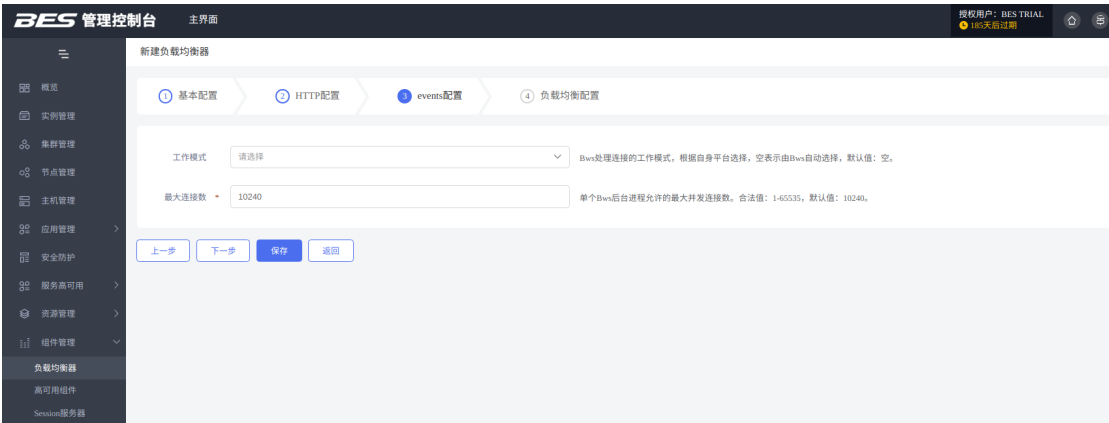 BES 管理控制台 主界面 授权用户：BES TRIAL
185天后过期
新建负载均衡器
概览
1 基本配置 2 HTTP配置 3 events配置 4 负载均衡配置
实例管理
集群管理
工作模式 请选择 Bws处理连接的工作模式，根据自身平台选择，空表示由Bws自动选择，默认值：空。
节点管理
主机管理
最大连接数 * 10240 单个Bws后台进程允许的最大并发连接数。合法值：1-65535，默认值：10240。
应用管理
上一步 下一步 保存 返回
安全防护
服务高可用
资源管理
组件管理
负载均衡器
高可用组件
Session服务器